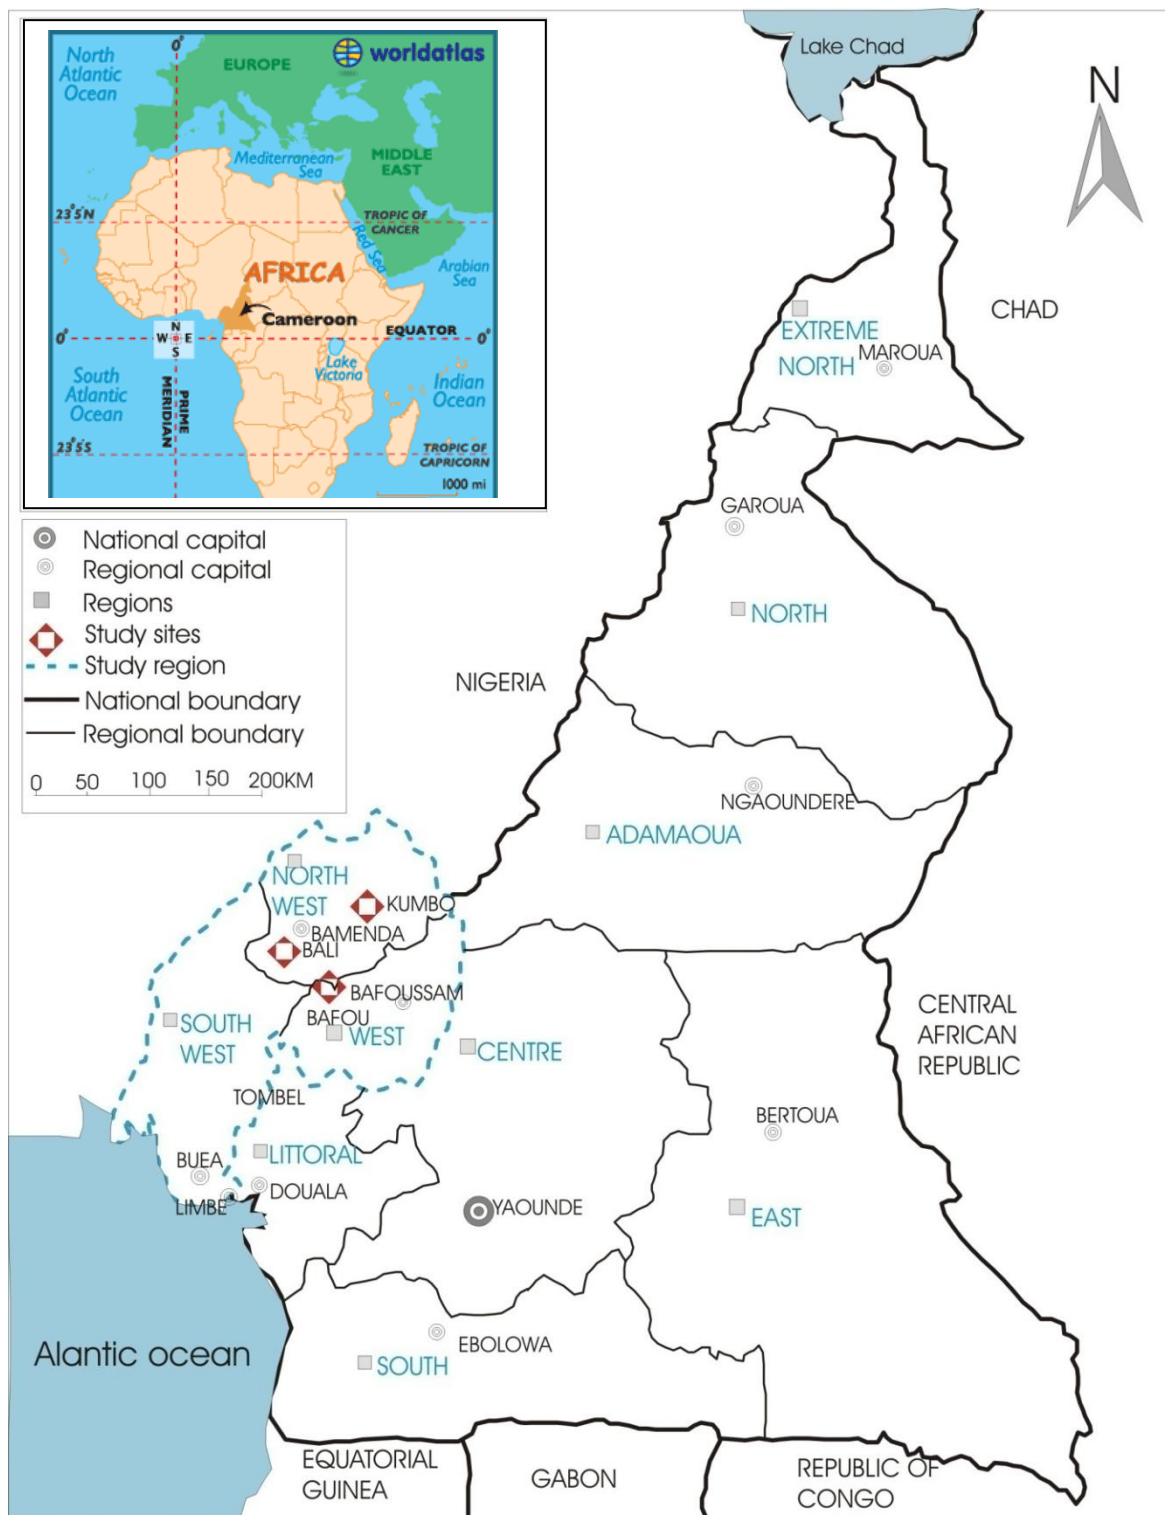 North
Atlantic
Ocean
0°
EUROPE
worldatlas
Mediterranean
Sea
MIDDLE
EAST
23°5'N
TROPIC OF
CANCER
Red Sea
Arabian
Sea
AFRICA
Cameroon
EQUATOR
0°
0°
N
W
E
S
Lake
Victoria
South
Atlantic
Ocean
PRIME
MERIDIAN
Indian
Ocean
23°5'S
TROPIC OF
CAPRICORN
1000 mi
Lake Chad
N
CHAD
EXTREME
NORTH
MAROUA
GAROUA
NORTH
National capital
Regional capital
Regions
Study sites
Study region
National boundary
Regional boundary
0 50 100 150 200KM
NIGERIA
NGAOUNDERE
ADAMAOUA
NORTH
WEST
KUMBO
BAMENDA
BALI
BAFOUSSAM
BAFOU
WEST
SOUTH
WEST
CENTRE
CENTRAL
AFRICAN
REPUBLIC
TOMBEL
BERTOUA
LITTORAL
BUEA
DOUALA
LIMBE
YAOUNDE
EAST
EBOLOWA
SOUTH
Alantic ocean
EQUATORIAL
GUINEA
GABON
REPUBLIC OF
CONGO